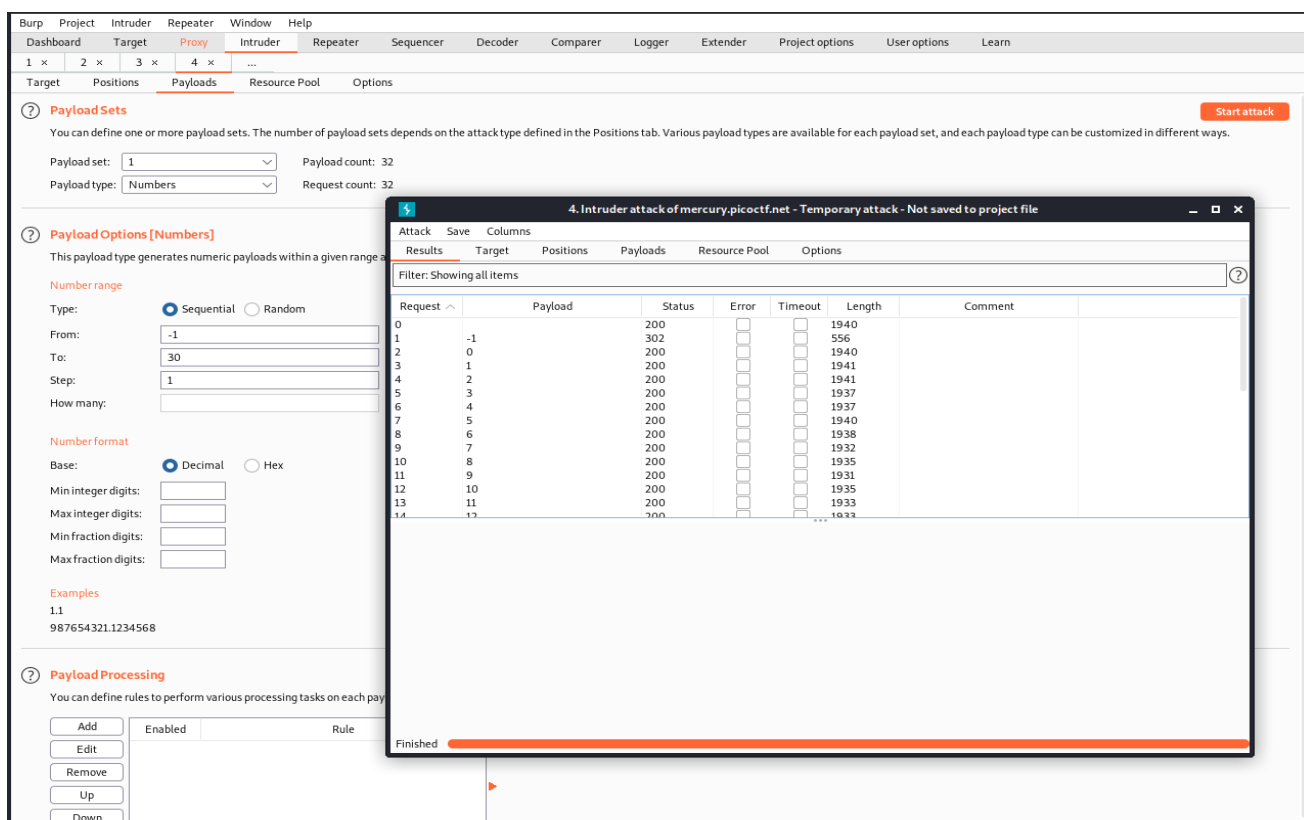 Burp Project Intruder Repeater Window Help
Dashboard Target Proxy Intruder Repeater Sequencer Decoder Comparer Logger Extender Project options User options Learn
1 × 2 × 3 × 4 × ...
Target Positions Payloads Resource Pool Options
? Payload Sets
Start attack
You can define one or more payload sets. The number of payload sets depends on the attack type defined in the Positions tab. Various payload types are available for each payload set, and each payload type can be customized in different ways.
Payload set: 1 Payload count: 32
Payload type: Numbers Request count: 32
? Payload Options [Numbers]
This payload type generates numeric payloads within a given range a
Number range
Type: Sequential Random
From: -1
To: 30
Step: 1
How many:
Number format
Base: Decimal Hex
Min integer digits:
Max integer digits:
Min fraction digits:
Max fraction digits:
Examples
1.1
987654321.1234568
? Payload Processing
You can define rules to perform various processing tasks on each pay
Add Enabled Rule
Edit
Remove
Up
Down
4. Intruder attack of mercury.picoctf.net - Temporary attack - Not saved to project file
Attack Save Columns
Results Target Positions Payloads Resource Pool Options
Filter: Showing all items ?
Request Payload Status Error Timeout Length Comment
0 200 1940
1 -1 302 556
2 0 200 1940
3 1 200 1941
4 2 200 1941
5 3 200 1937
6 4 200 1937
7 5 200 1940
8 6 200 1938
9 7 200 1932
10 8 200 1935
11 9 200 1931
12 10 200 1935
13 11 200 1933
14 12 200 1933
Finished